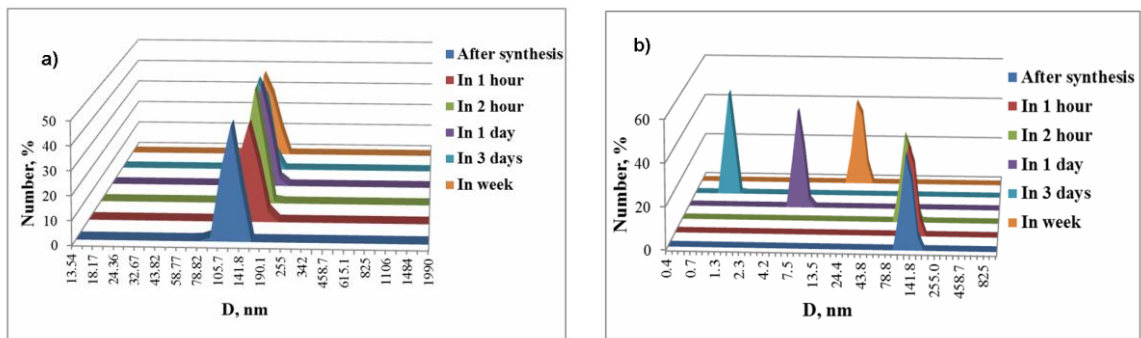 a)
Number, %
50
40
30
20
10
0
13.54
18.17
24.36
32.67
43.82
58.77
78.82
105.7
141.8
190.1
255
342
458.7
615.1
825
1106
1484
1990
D, nm
After synthesis
In 1 hour
In 2 hour
In 1 day
In 3 days
In week
b)
Number, %
60
40
20
0
0.4
0.7
1.3
2.3
4.2
7.5
13.5
24.4
43.8
78.8
141.8
255.0
458.7
825
D, nm
After synthesis
In 1 hour
In 2 hour
In 1 day
In 3 days
In week